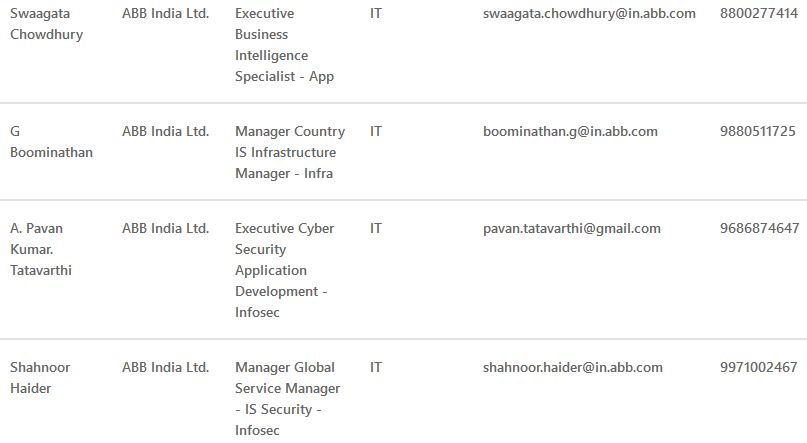 Swaagata ABB India Ltd. Executive IT swaagata.chowdhury@in.abb.com 8800277414
Chowdhury Business
Intelligence
Specialist - App
G ABB India Ltd. Manager Country IT boominathan.g@in.abb.com 9880511725
Boominathan IS Infrastructure
Manager - Infra
A. Pavan ABB India Ltd. Executive Cyber IT pavan.tatavarthi@gmail.com 9686874647
Kumar. Security
Tatavarthi Application
Development -
Infosec
Shahnoor ABB India Ltd. Manager Global IT shahnoor.haider@in.abb.com 9971002467
Haider Service Manager
- IS Security -
Infosec